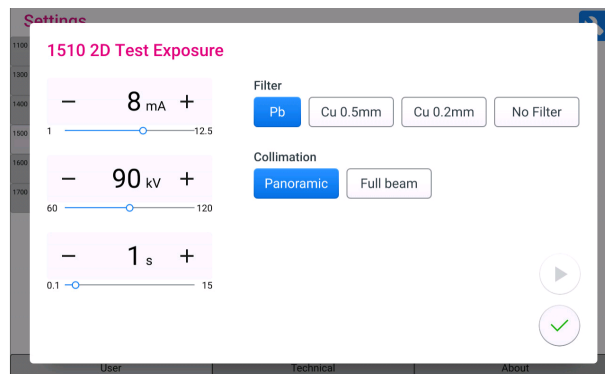 Settings
1510 2D Test Exposure
1100
1300
1400
1500
1600
1700
− 8 mA +
1 12.5
− 90 kV +
60 120
− 1 s +
0.1 15
Filter
Pb Cu 0.5mm Cu 0.2mm No Filter
Collimation
Panoramic Full beam
User Technical About